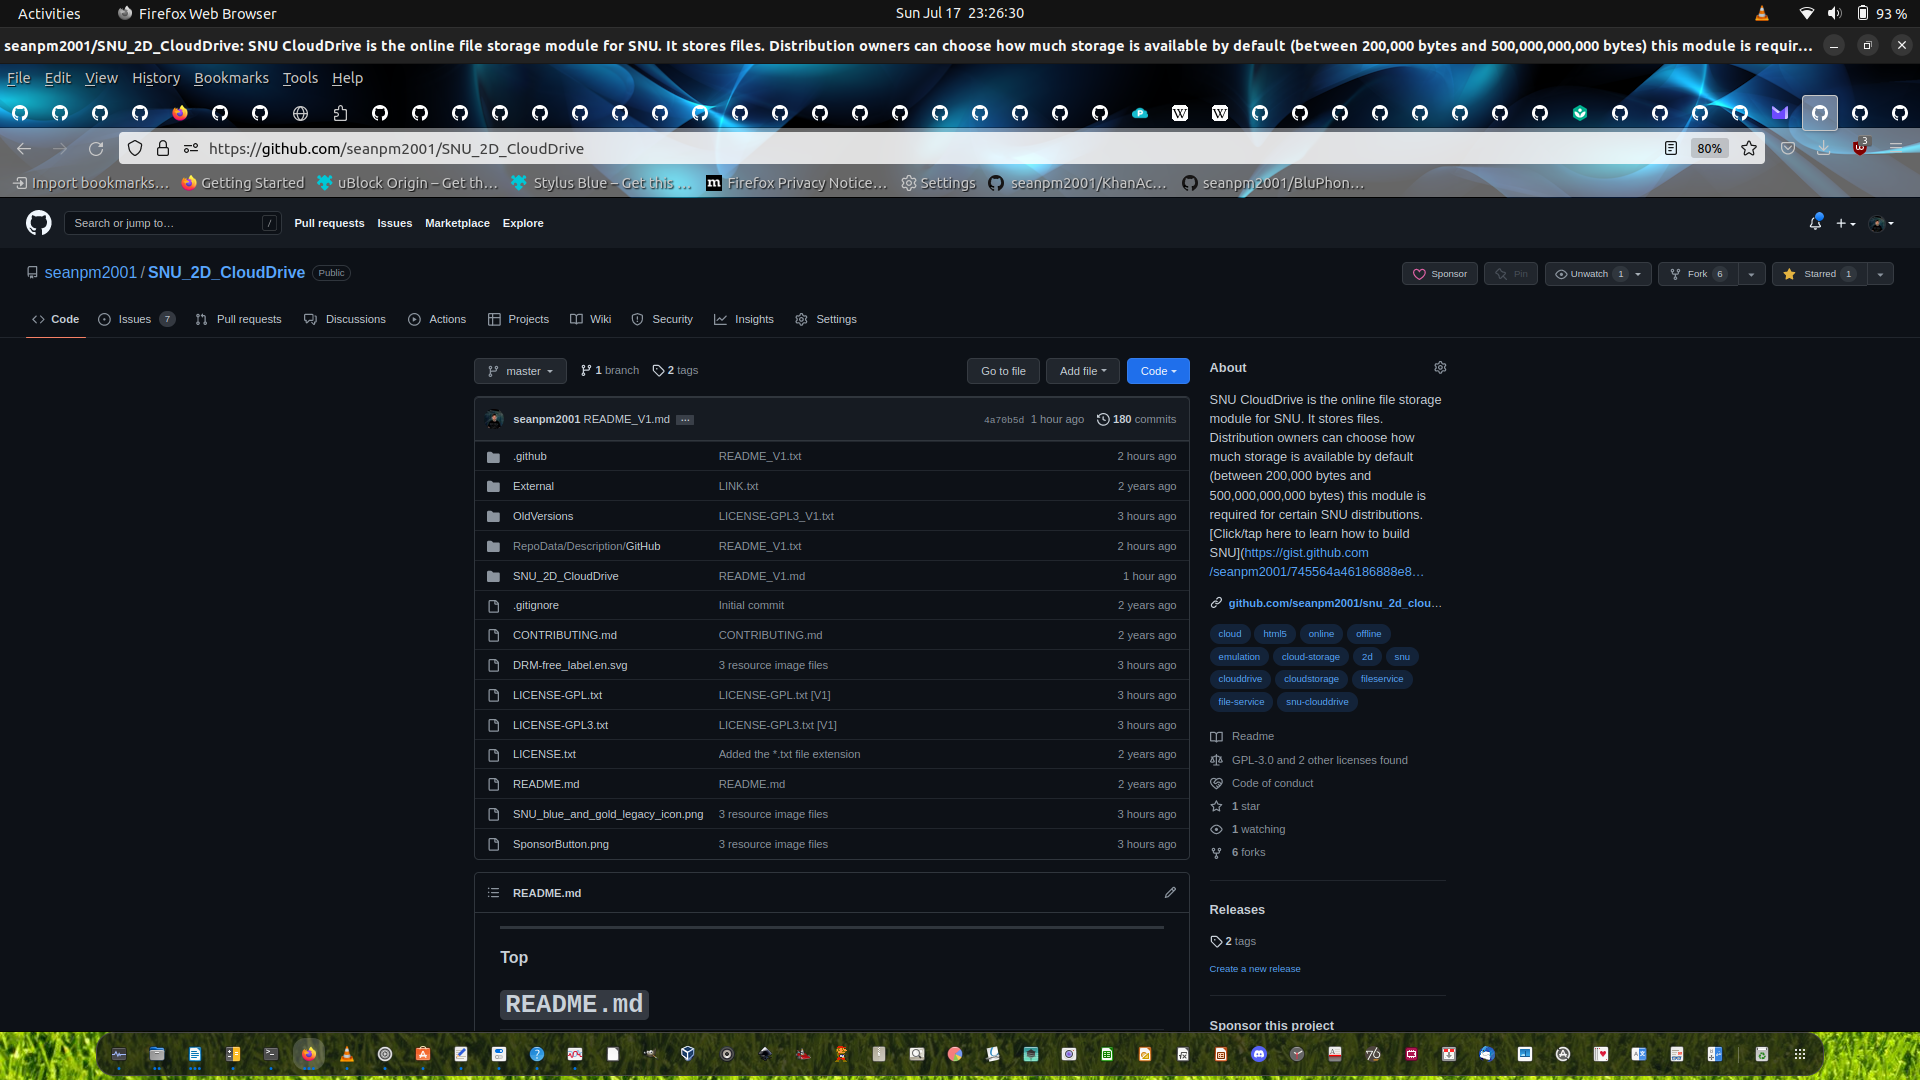 Activities
Firefox Web Browser
Sun Jul 17 23:26:30
93 %
seanpm2001/SNU_2D_CloudDrive: SNU CloudDrive is the online file storage module for SNU. It stores files. Distribution owners can choose how much storage is available by default (between 200,000 bytes and 500,000,000,000 bytes) this module is requir…
File Edit View History Bookmarks Tools Help
https://github.com/seanpm2001/SNU_2D_CloudDrive
80%
3
Import bookmarks…
Getting Started
uBlock Origin – Get th…
Stylus Blue – Get this …
Firefox Privacy Notice…
Settings
seanpm2001/KhanAc…
seanpm2001/BluPhon…
Search or jump to…
/
Pull requests Issues Marketplace Explore
seanpm2001 / SNU_2D_CloudDrive
Public
Sponsor
Pin
Unwatch 1
Fork 6
Starred 1
Code
Issues 7
Pull requests
Discussions
Actions
Projects
Wiki
Security
Insights
Settings
master
1 branch
2 tags
Go to file
Add file
Code
seanpm2001 README_V1.md
4a70b5d 1 hour ago
180 commits
.github README_V1.txt 2 hours ago
External LINK.txt 2 years ago
OldVersions LICENSE-GPL3_V1.txt 3 hours ago
RepoData/Description/GitHub README_V1.txt 2 hours ago
SNU_2D_CloudDrive README_V1.md 1 hour ago
.gitignore Initial commit 2 years ago
CONTRIBUTING.md CONTRIBUTING.md 2 years ago
DRM-free_label.en.svg 3 resource image files 3 hours ago
LICENSE-GPL.txt LICENSE-GPL.txt [V1] 3 hours ago
LICENSE-GPL3.txt LICENSE-GPL3.txt [V1] 3 hours ago
LICENSE.txt Added the *.txt file extension 2 years ago
README.md README.md 2 years ago
SNU_blue_and_gold_legacy_icon.png 3 resource image files 3 hours ago
SponsorButton.png 3 resource image files 3 hours ago
README.md
Top
README.md
About
SNU CloudDrive is the online file storage
module for SNU. It stores files.
Distribution owners can choose how
much storage is available by default
(between 200,000 bytes and
500,000,000,000 bytes) this module is
required for certain SNU distributions.
[Click/tap here to learn how to build
SNU](https://gist.github.com
/seanpm2001/745564a46186888e8…
github.com/seanpm2001/snu_2d_clou…
cloud html5 online offline
emulation cloud-storage 2d snu
clouddrive cloudstorage fileservice
file-service snu-clouddrive
Readme
GPL-3.0 and 2 other licenses found
Code of conduct
1 star
1 watching
6 forks
Releases
2 tags
Create a new release
Sponsor this project